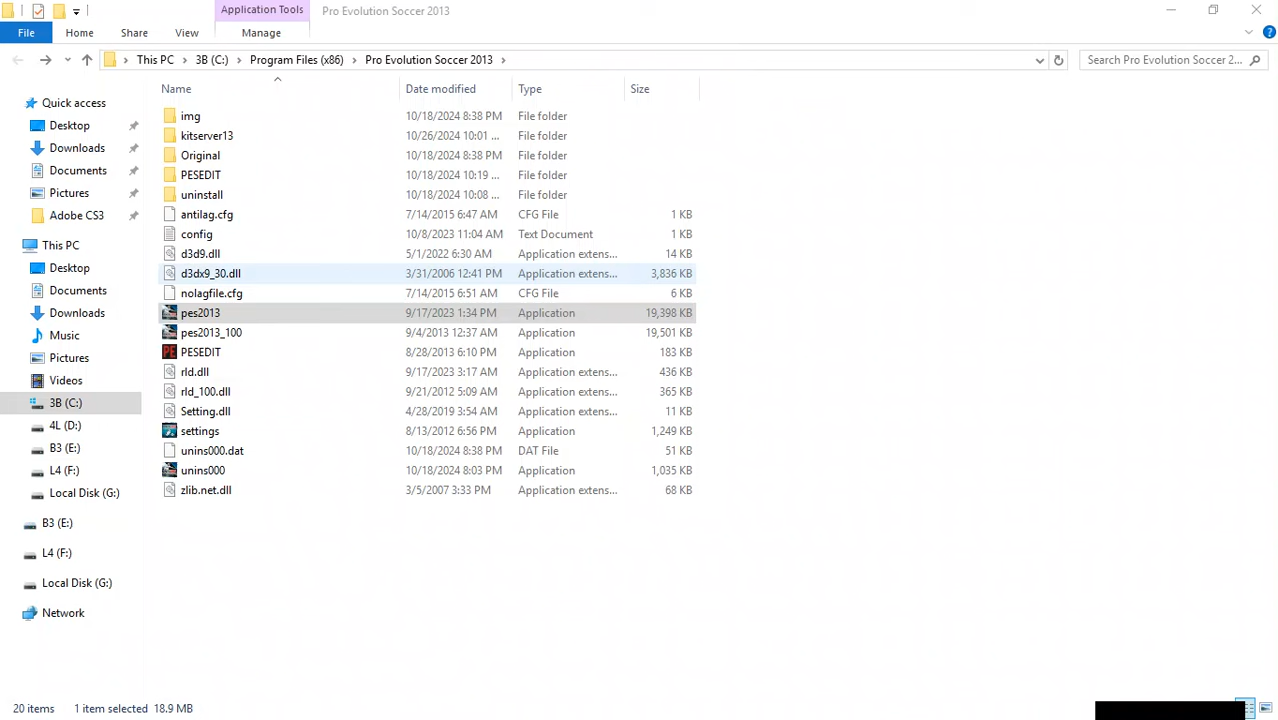 Application Tools Pro Evolution Soccer 2013
File Home Share View Manage
This PC 3B (C:) Program Files (x86) Pro Evolution Soccer 2013 Search Pro Evolution Soccer 2...
Name Date modified Type Size
Quick access
Desktop
Downloads
Documents
Pictures
Adobe CS3
This PC
Desktop
Documents
Downloads
Music
Pictures
Videos
3B (C:)
4L (D:)
B3 (E:)
L4 (F:)
Local Disk (G:)
B3 (E:)
L4 (F:)
Local Disk (G:)
Network
img 10/18/2024 8:38 PM File folder
kitserver13 10/26/2024 10:01 ... File folder
Original 10/18/2024 8:38 PM File folder
PESEDIT 10/18/2024 10:19 ... File folder
uninstall 10/18/2024 10:08 ... File folder
antilag.cfg 7/14/2015 6:47 AM CFG File 1 KB
config 10/8/2023 11:04 AM Text Document 1 KB
d3d9.dll 5/1/2022 6:30 AM Application extens... 14 KB
d3dx9_30.dll 3/31/2006 12:41 PM Application extens... 3,836 KB
nolagfile.cfg 7/14/2015 6:51 AM CFG File 6 KB
pes2013 9/17/2023 1:34 PM Application 19,398 KB
pes2013_100 9/4/2013 12:37 AM Application 19,501 KB
PESEDIT 8/28/2013 6:10 PM Application 183 KB
rld.dll 9/17/2023 3:17 AM Application extens... 436 KB
rld_100.dll 9/21/2012 5:09 AM Application extens... 365 KB
Setting.dll 4/28/2019 3:54 AM Application extens... 11 KB
settings 8/13/2012 6:56 PM Application 1,249 KB
unins000.dat 10/18/2024 8:38 PM DAT File 51 KB
unins000 10/18/2024 8:03 PM Application 1,035 KB
zlib.net.dll 3/5/2007 3:33 PM Application extens... 68 KB
20 items 1 item selected 18.9 MB